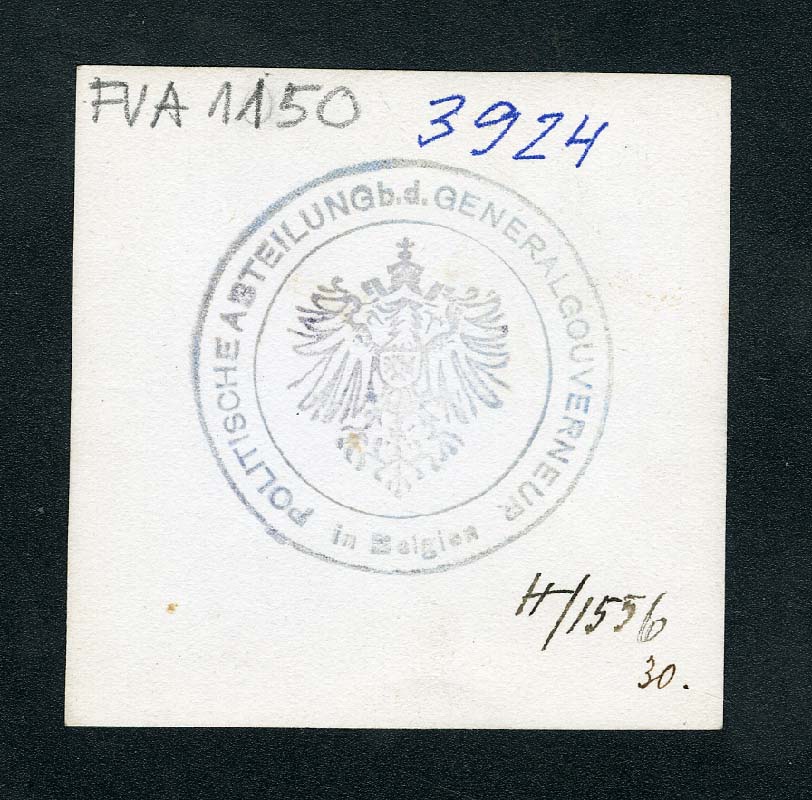 FVA 1150
3924
POLITISCHE ABTEILUNG b.d. GENERALGOUVERNEUR
in Belgien
H/1556
30.